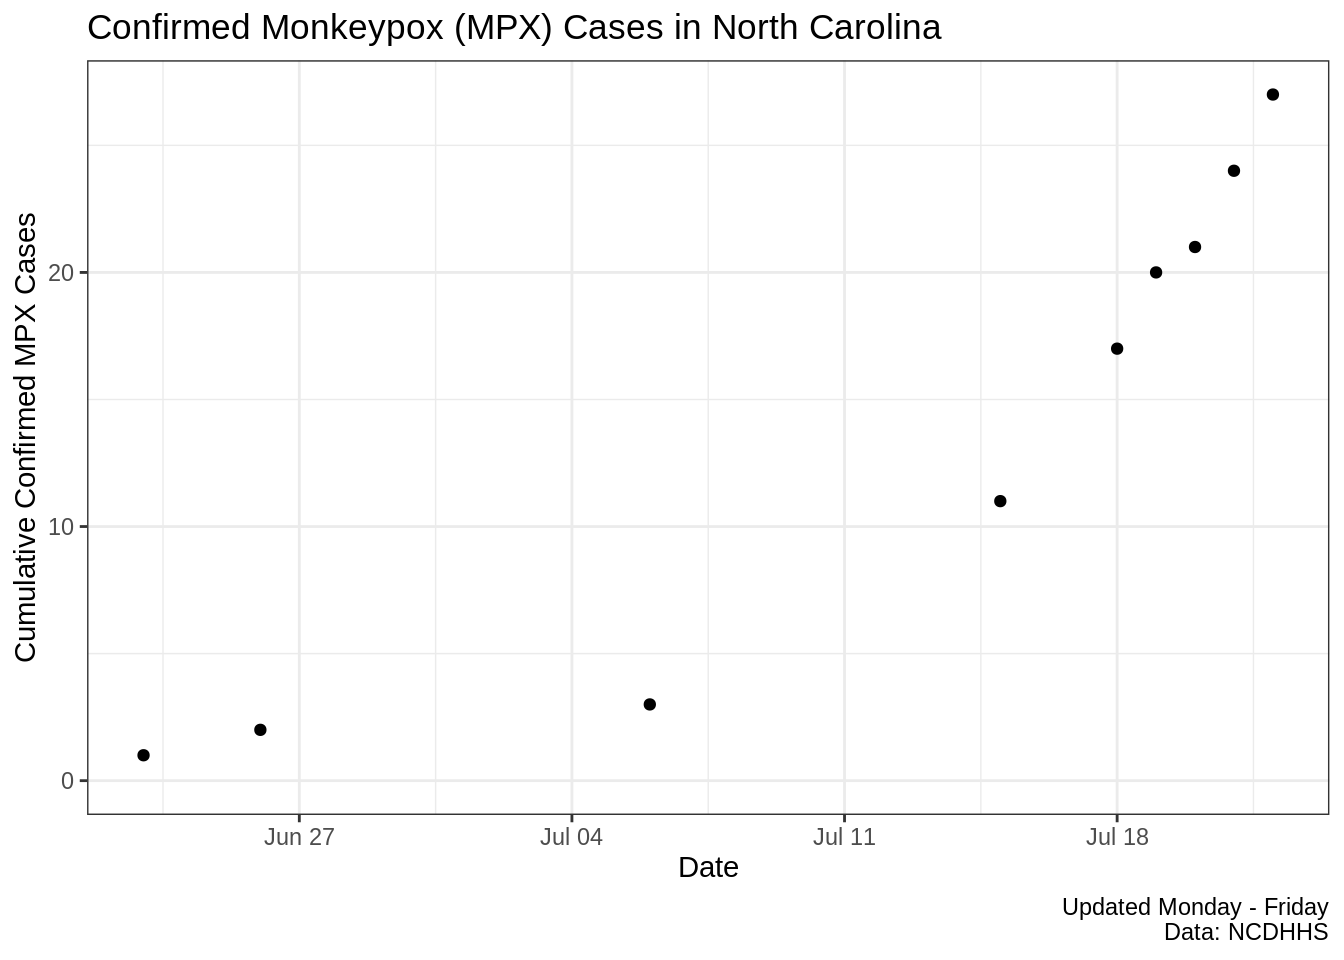 Confirmed Monkeypox (MPX) Cases in North Carolina
Cumulative Confirmed MPX Cases
20
10
0
Jun 27
Jul 04
Jul 11
Jul 18
Date
Updated Monday - Friday
Data: NCDHHS